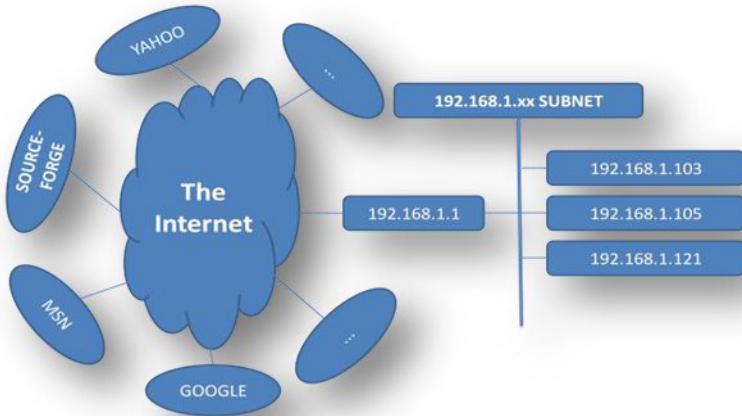 YAHOO
...
SOURCE-
FORGE
The
Internet
MSN
GOOGLE
...
192.168.1.1
192.168.1.xx SUBNET
192.168.1.103
192.168.1.105
192.168.1.121